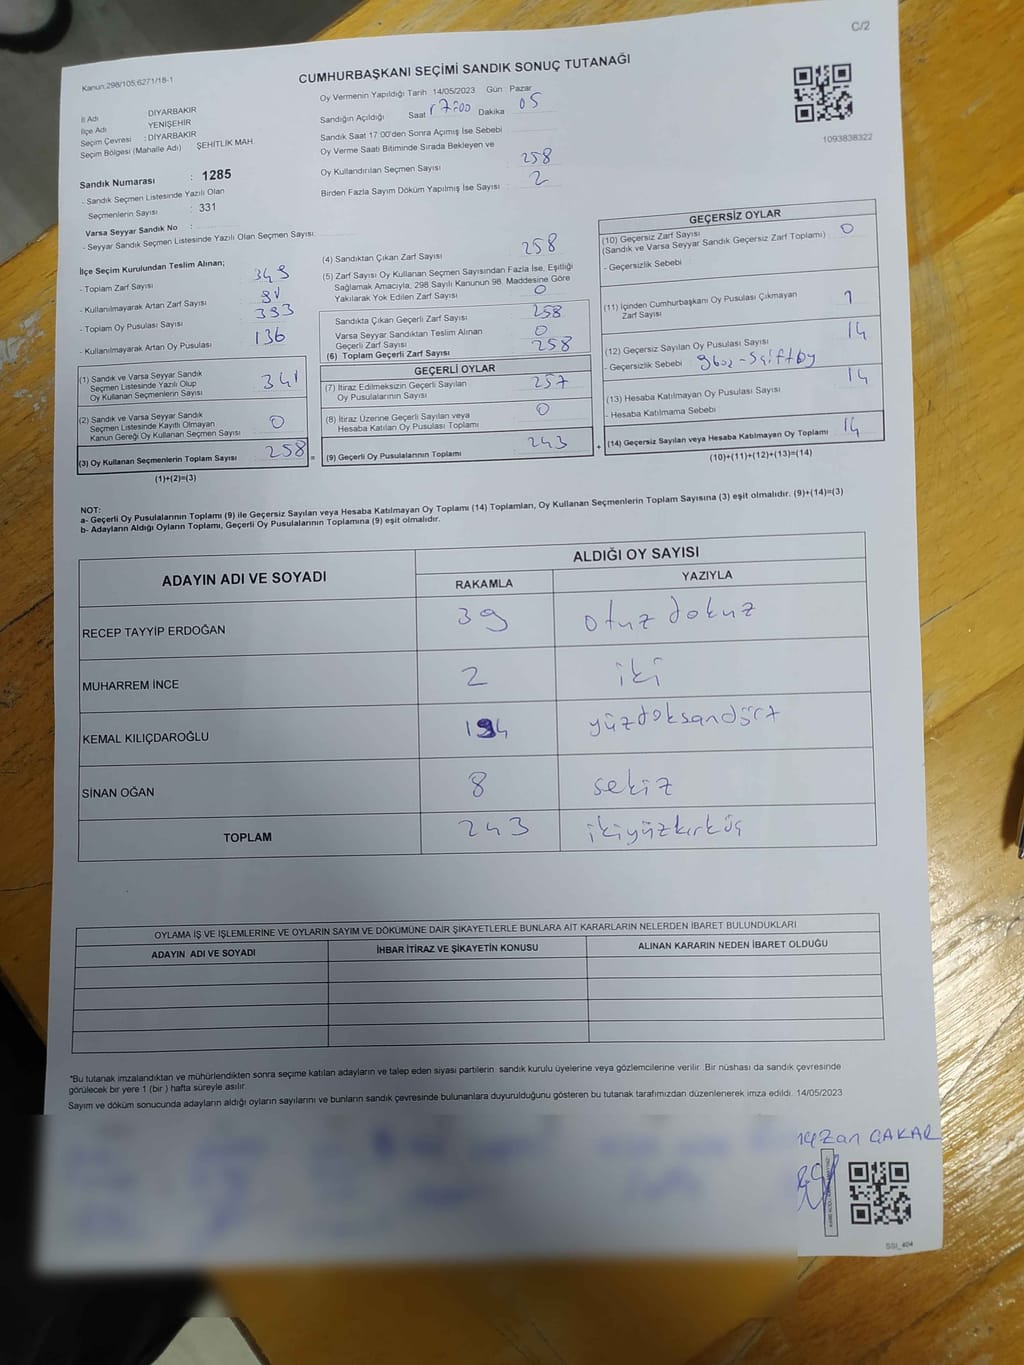 C/2
Kanun:298/105;6271/18-1
CUMHURBAŞKANI SEÇİMİ SANDIK SONUÇ TUTANAĞI
İl Adı DİYARBAKIR
İlçe Adı YENİŞEHİR
Seçim Çevresi : DİYARBAKIR
Seçim Bölgesi (Mahalle Adı) ŞEHİTLİK MAH.
Sandık Numarası : 1285
- Sandık Seçmen Listesinde Yazılı Olan
Seçmenlerin Sayısı : 331
Varsa Seyyar Sandık No :
- Seyyar Sandık Seçmen Listesinde Yazılı Olan Seçmen Sayısı:
Oy Vermenin Yapıldığı Tarih 14/05/2023 Gün Pazar
Sandığın Açıldığı Saat 17:00 Dakika 05
Sandık Saat 17:00'den Sonra Açımış İse Sebebi
Oy Verme Saati Bitiminde Sırada Bekleyen ve
Oy Kullandırılan Seçmen Sayısı 258
Birden Fazla Sayım Döküm Yapılmış İse Sayısı : 2
1093838322
İlçe Seçim Kurulundan Teslim Alınan;
- Toplam Zarf Sayısı 349
- Kullanılmayarak Artan Zarf Sayısı
- Toplam Oy Pusulası Sayısı 393
- Kullanılmayarak Artan Oy Pusulası 136
(1) Sandık ve Varsa Seyyar Sandık
Seçmen Listesinde Yazılı Olup
Oy Kullanan Seçmenlerin Sayısı 341
(2) Sandık ve Varsa Seyyar Sandık
Seçmen Listesinde Kayıtlı Olmayan
Kanun Gereği Oy Kullanan Seçmen Sayısı 0
(3) Oy Kullanan Seçmenlerin Toplam Sayısı 258 =
(1)+(2)=(3)
(4) Sandıktan Çıkan Zarf Sayısı 258
(5) Zarf Sayısı Oy Kullanan Seçmen Sayısından Fazla İse, Eşitliği
Sağlamak Amacıyla, 298 Sayılı Kanunun 98. Maddesine Göre
Yakılarak Yok Edilen Zarf Sayısı 0
Sandıkta Çıkan Geçerli Zarf Sayısı 258
Varsa Seyyar Sandıktan Teslim Alınan
Geçerli Zarf Sayısı 0
(6) Toplam Geçerli Zarf Sayısı 258
GEÇERLİ OYLAR
(7) İtiraz Edilmeksizin Geçerli Sayılan
Oy Pusulalarının Sayısı 257
(8) İtiraz Üzerine Geçerli Sayılan veya
Hesaba Katılan Oy Pusulası Toplamı 0
(9) Geçerli Oy Pusulalarının Toplamı 243 +
GEÇERSİZ OYLAR
(10) Geçersiz Zarf Sayısı
(Sandık ve Varsa Seyyar Sandık Geçersiz Zarf Toplamı) 0
- Geçersizlik Sebebi :
(11) İçinden Cumhurbaşkanı Oy Pusulası Çıkmayan
Zarf Sayısı 1
(12) Geçersiz Sayılan Oy Pusulası Sayısı 14
- Geçersizlik Sebebi
(13) Hesaba Katılmayan Oy Pusulası Sayısı 14
- Hesaba Katılmama Sebebi
(14) Geçersiz Sayılan veya Hesaba Katılmayan Oy Toplamı 14
(10)+(11)+(12)+(13)=(14)
NOT:
a- Geçerli Oy Pusulalarının Toplamı (9) ile Geçersiz Sayılan veya Hesaba Katılmayan Oy Toplamı (14) Toplamları, Oy Kullanan Seçmenlerin Toplam Sayısına (3) eşit olmalıdır. (9)+(14)=(3)
b- Adayların Aldığı Oyların Toplamı, Geçerli Oy Pusulalarının Toplamına (9) eşit olmalıdır.
ADAYIN ADI VE SOYADI
ALDIĞI OY SAYISI
RAKAMLA YAZIYLA
RECEP TAYYİP ERDOĞAN 39 otuz dokuz
MUHARREM İNCE 2 iki
KEMAL KILIÇDAROĞLU 194 yüzdoksandört
SİNAN OĞAN 8 sekiz
TOPLAM 243 ikiyüzkırküç
OYLAMA İŞ VE İŞLEMLERİNE VE OYLARIN SAYIM VE DÖKÜMÜNE DAİR ŞİKAYETLERLE BUNLARA AİT KARARLARIN NELERDEN İBARET BULUNDUKLARI
ADAYIN ADI VE SOYADI İHBAR İTİRAZ VE ŞİKAYETİN KONUSU ALINAN KARARIN NEDEN İBARET OLDUĞU
*Bu tutanak imzalandıktan ve mühürlendikten sonra seçime katılan adayların ve talep eden siyasi partilerin sandık kurulu üyelerine veya gözlemcilerine verilir. Bir nüshası da sandık çevresinde
görülecek bir yere 1 (bir ) hafta süreyle asılır.
Sayım ve döküm sonucunda adayların aldığı oyların sayılarını ve bunların sandık çevresinde bulunanlara duyurulduğunu gösteren bu tutanak tarafımızdan düzenlenerek imza edildi. 14/05/2023
SSI_404